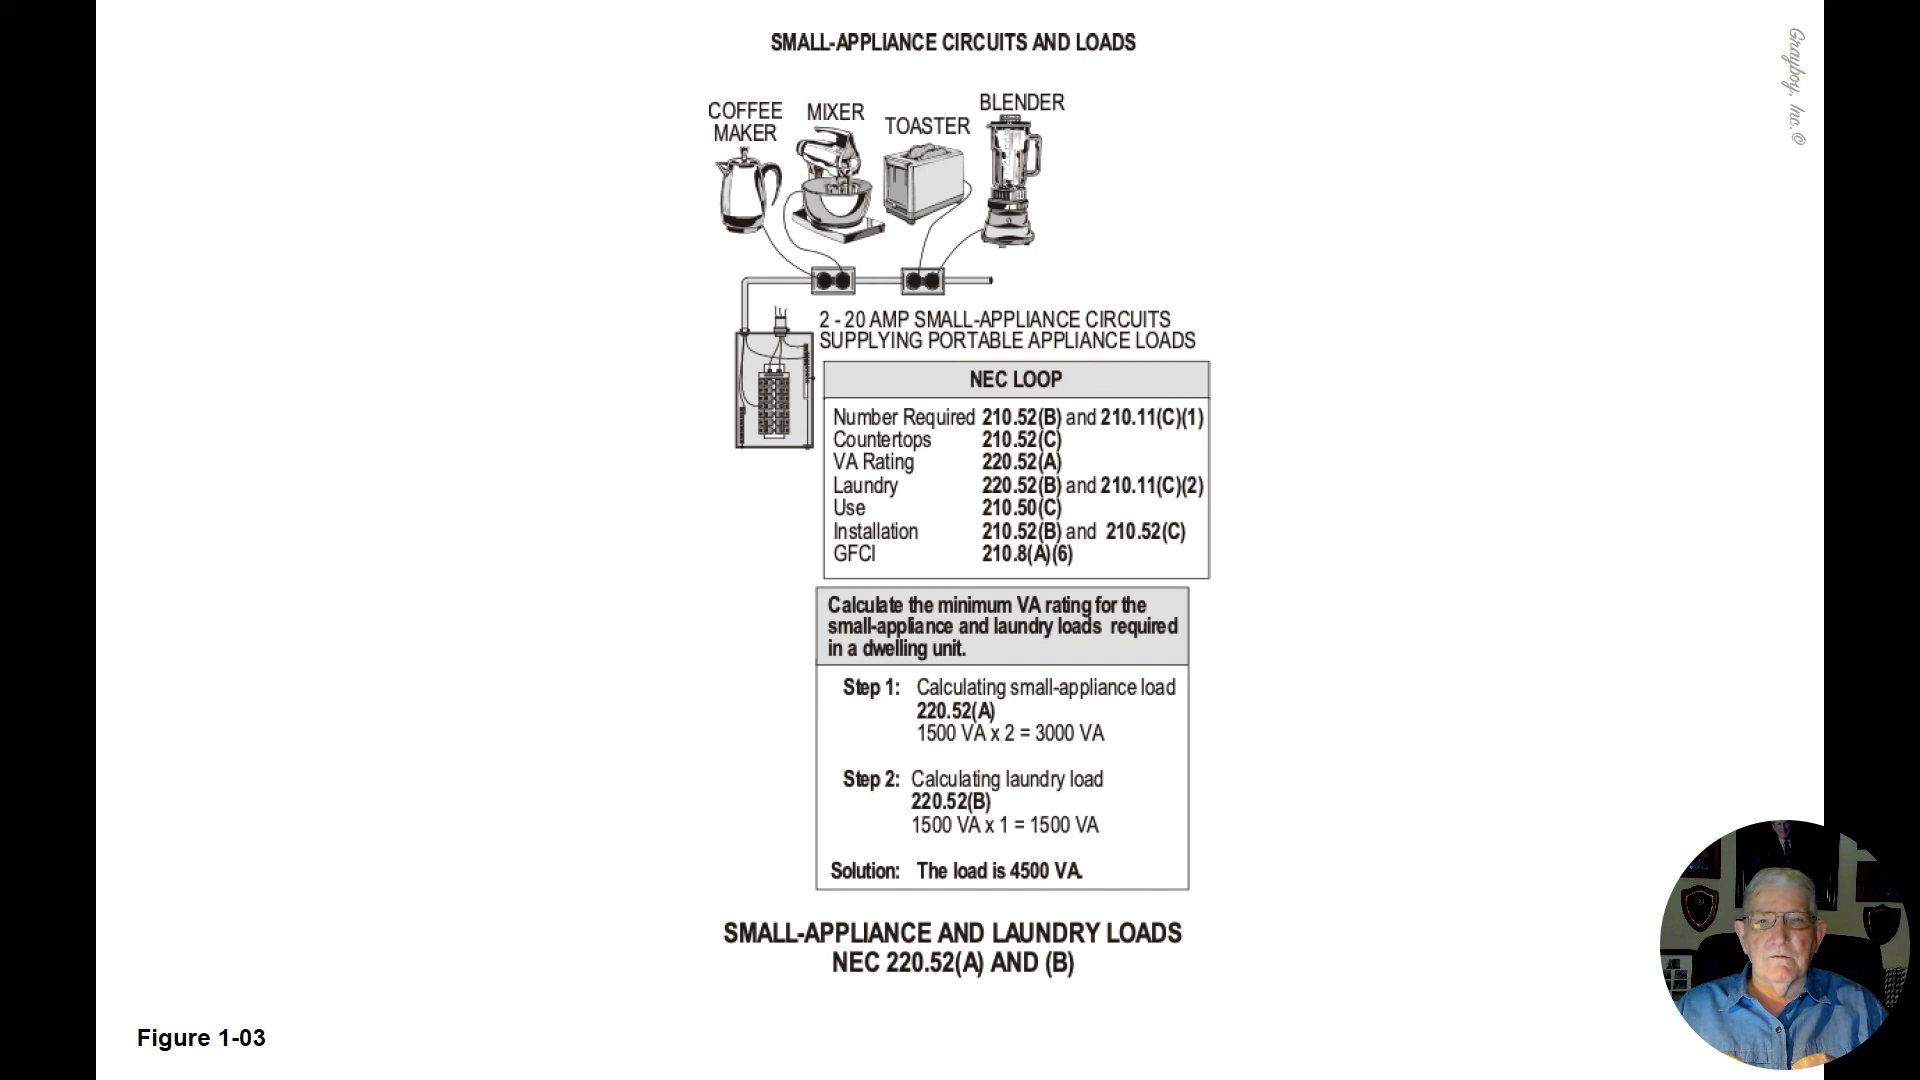 SMALL-APPLIANCE CIRCUITS AND LOADS
Grayboy, Inc.©
COFFEE
MAKER
MIXER
TOASTER
BLENDER
2 - 20 AMP SMALL-APPLIANCE CIRCUITS
SUPPLYING PORTABLE APPLIANCE LOADS
NEC LOOP
Number Required 210.52(B) and 210.11(C)(1)
Countertops 210.52(C)
VA Rating 220.52(A)
Laundry 220.52(B) and 210.11(C)(2)
Use 210.50(C)
Installation 210.52(B) and 210.52(C)
GFCI 210.8(A)(6)
Calculate the minimum VA rating for the
small-appliance and laundry loads required
in a dwelling unit.
Step 1: Calculating small-appliance load
220.52(A)
1500 VA x 2 = 3000 VA
Step 2: Calculating laundry load
220.52(B)
1500 VA x 1 = 1500 VA
Solution: The load is 4500 VA.
SMALL-APPLIANCE AND LAUNDRY LOADS
NEC 220.52(A) AND (B)
Figure 1-03